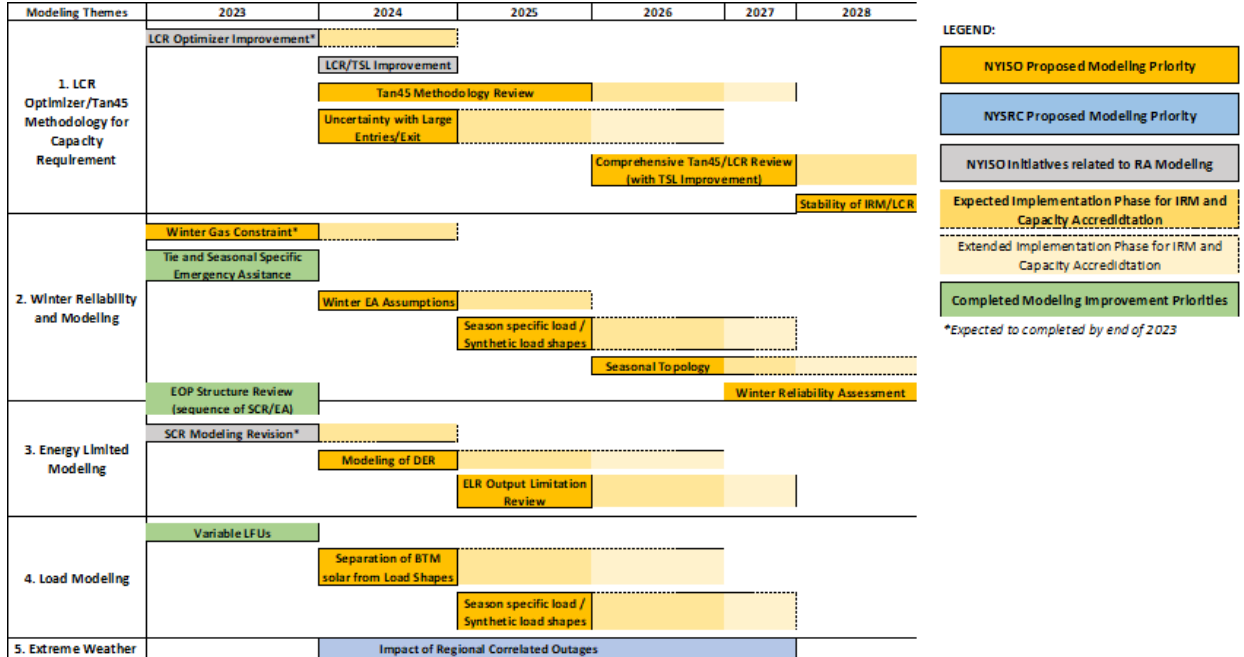 Modeling Themes 2023 2024 2025 2026 2027 2028
LCR Optimizer Improvement*
LCR/TSL Improvement
1. LCR
Optimizer/Tan45
Methodology for
Capacity
Requirement
Tan45 Methodology Review
Uncertainty with Large
Entries/Exit
Comprehensive Tan45/LCR Review
(with TSL Improvement)
Stability of IRM/LCR
2. Winter Reliability
and Modeling
Winter Gas Constraint*
Tie and Seasonal Specific
Emergency Assitance
Winter EA Assumptions
Season specific load /
Synthetic load shapes
Seasonal Topology
Winter Reliability Assessment
EOP Structure Review
(sequence of SCR/EA)
3. Energy Limited
Modeling
SCR Modeling Revision*
Modeling of DER
ELR Output Limitation
Review
4. Load Modeling
Variable LFUs
Separation of BTM
solar from Load Shapes
Season specific load /
Synthetic load shapes
5. Extreme Weather
Impact of Regional Correlated Outages
LEGEND:
NYISO Proposed Modeling Priority
NYSRC Proposed Modeling Priority
NYISO Initiatives related to RA Modeling
Expected Implementation Phase for IRM and
Capacity Accredidtation
Extended Implementation Phase for IRM and
Capacity Accredidtation
Completed Modeling Improvement Priorities
*Expected to completed by end of 2023